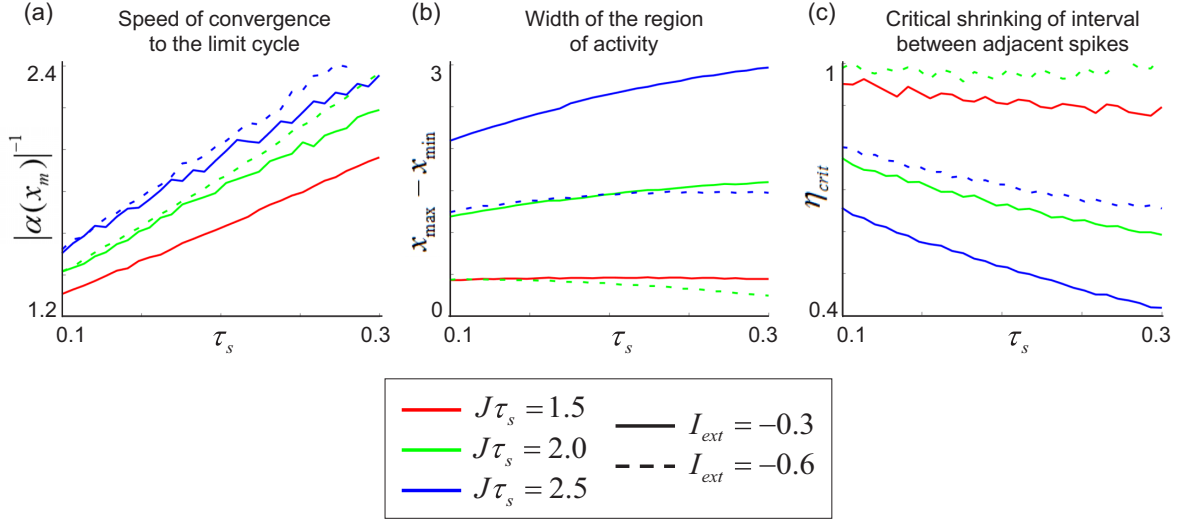 (a)
Speed of convergence
to the limit cycle
2.4
|α(x_m)|⁻¹
1.2
0.1
τ_s
0.3
(b)
Width of the region
of activity
3
x_max − x_min
0
0.1
τ_s
0.3
(c)
Critical shrinking of interval
between adjacent spikes
1
η_crit
0.4
0.1
τ_s
0.3
Jτ_s = 1.5
Jτ_s = 2.0
Jτ_s = 2.5
I_ext = −0.3
I_ext = −0.6